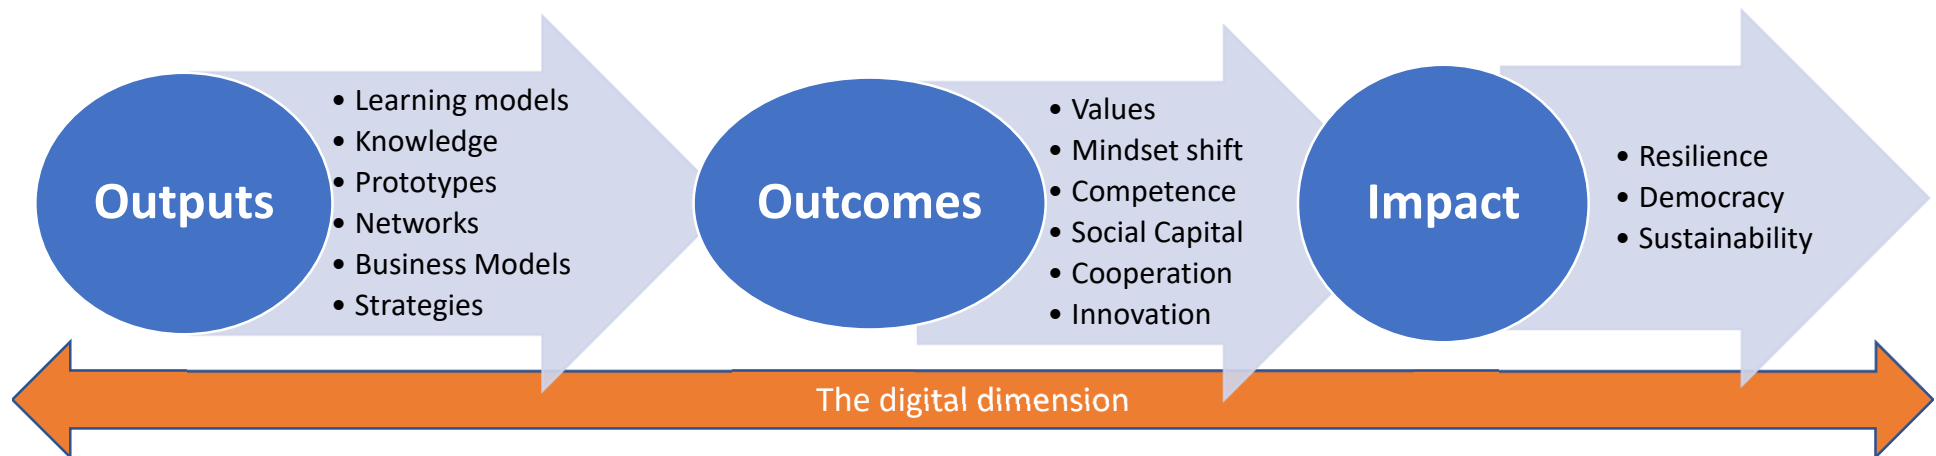 Outputs
• Learning models
• Knowledge
• Prototypes
• Networks
• Business Models
• Strategies
Outcomes
• Values
• Mindset shift
• Competence
• Social Capital
• Cooperation
• Innovation
Impact
• Resilience
• Democracy
• Sustainability
The digital dimension